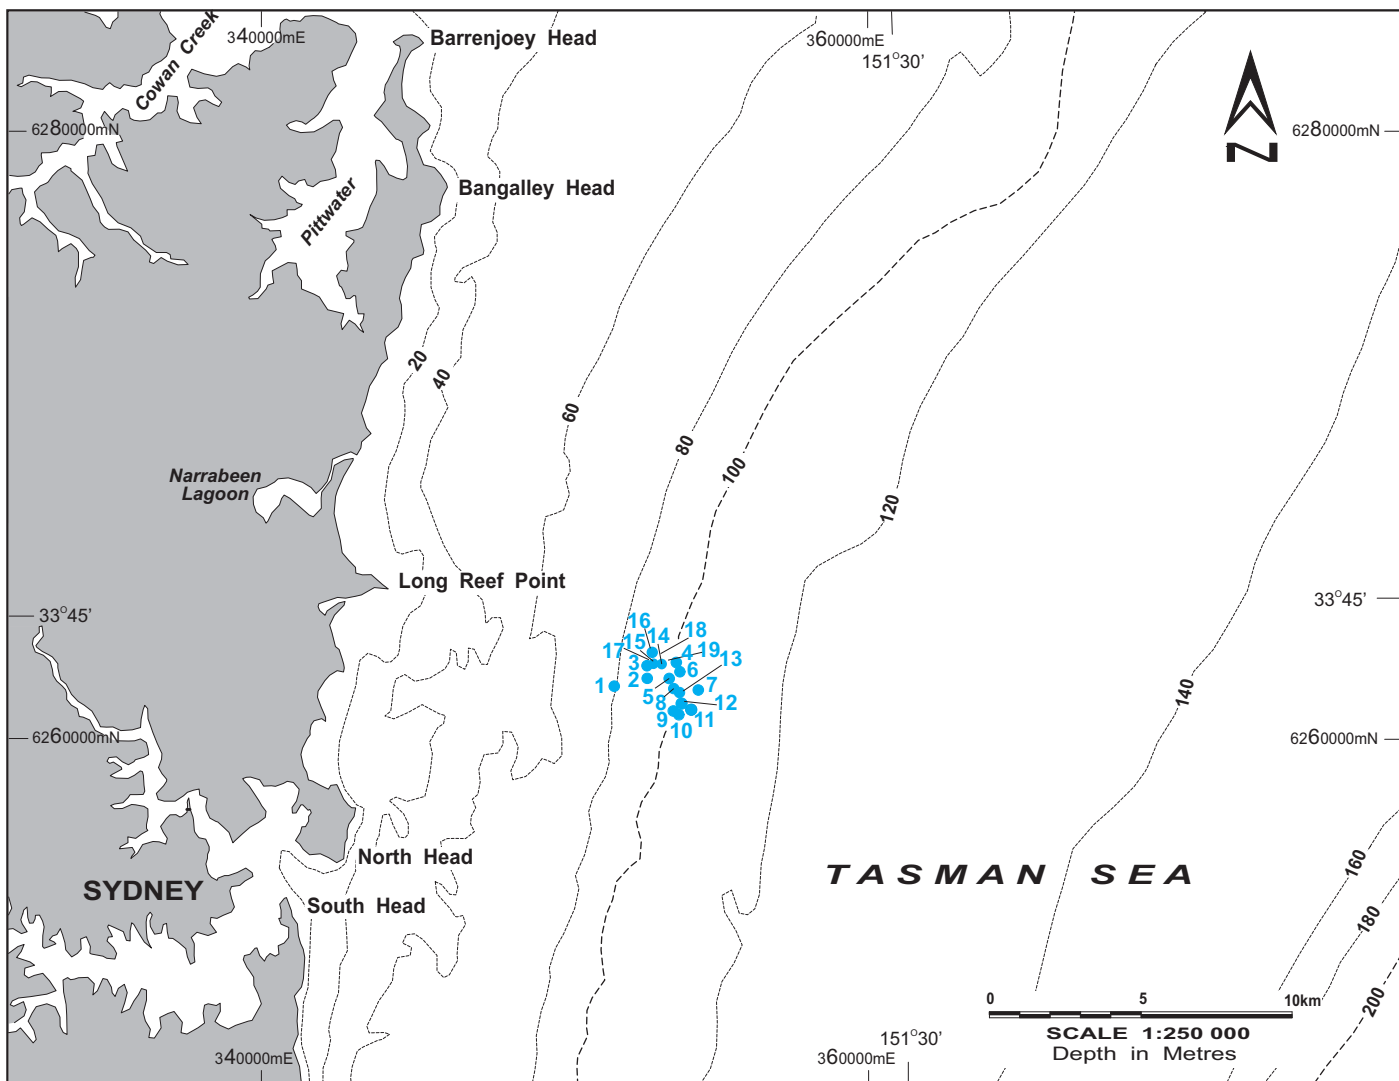 340000mE
Barrenjoey Head
360000mE
151°30'
Cowan Creek
6280000mN
6280000mN
N
Bangalley Head
Pittwater
20
40
60
80
100
120
140
160
180
200
Narrabeen
Lagoon
Long Reef Point
33°45'
33°45'
16
14
18
15
17
4
19
3
13
6
2
1
5
7
8
12
9
11
10
6260000mN
6260000mN
North Head
SYDNEY
South Head
TASMAN SEA
0 5 10km
SCALE 1:250 000
Depth in Metres
340000mE
360000mE
151°30'